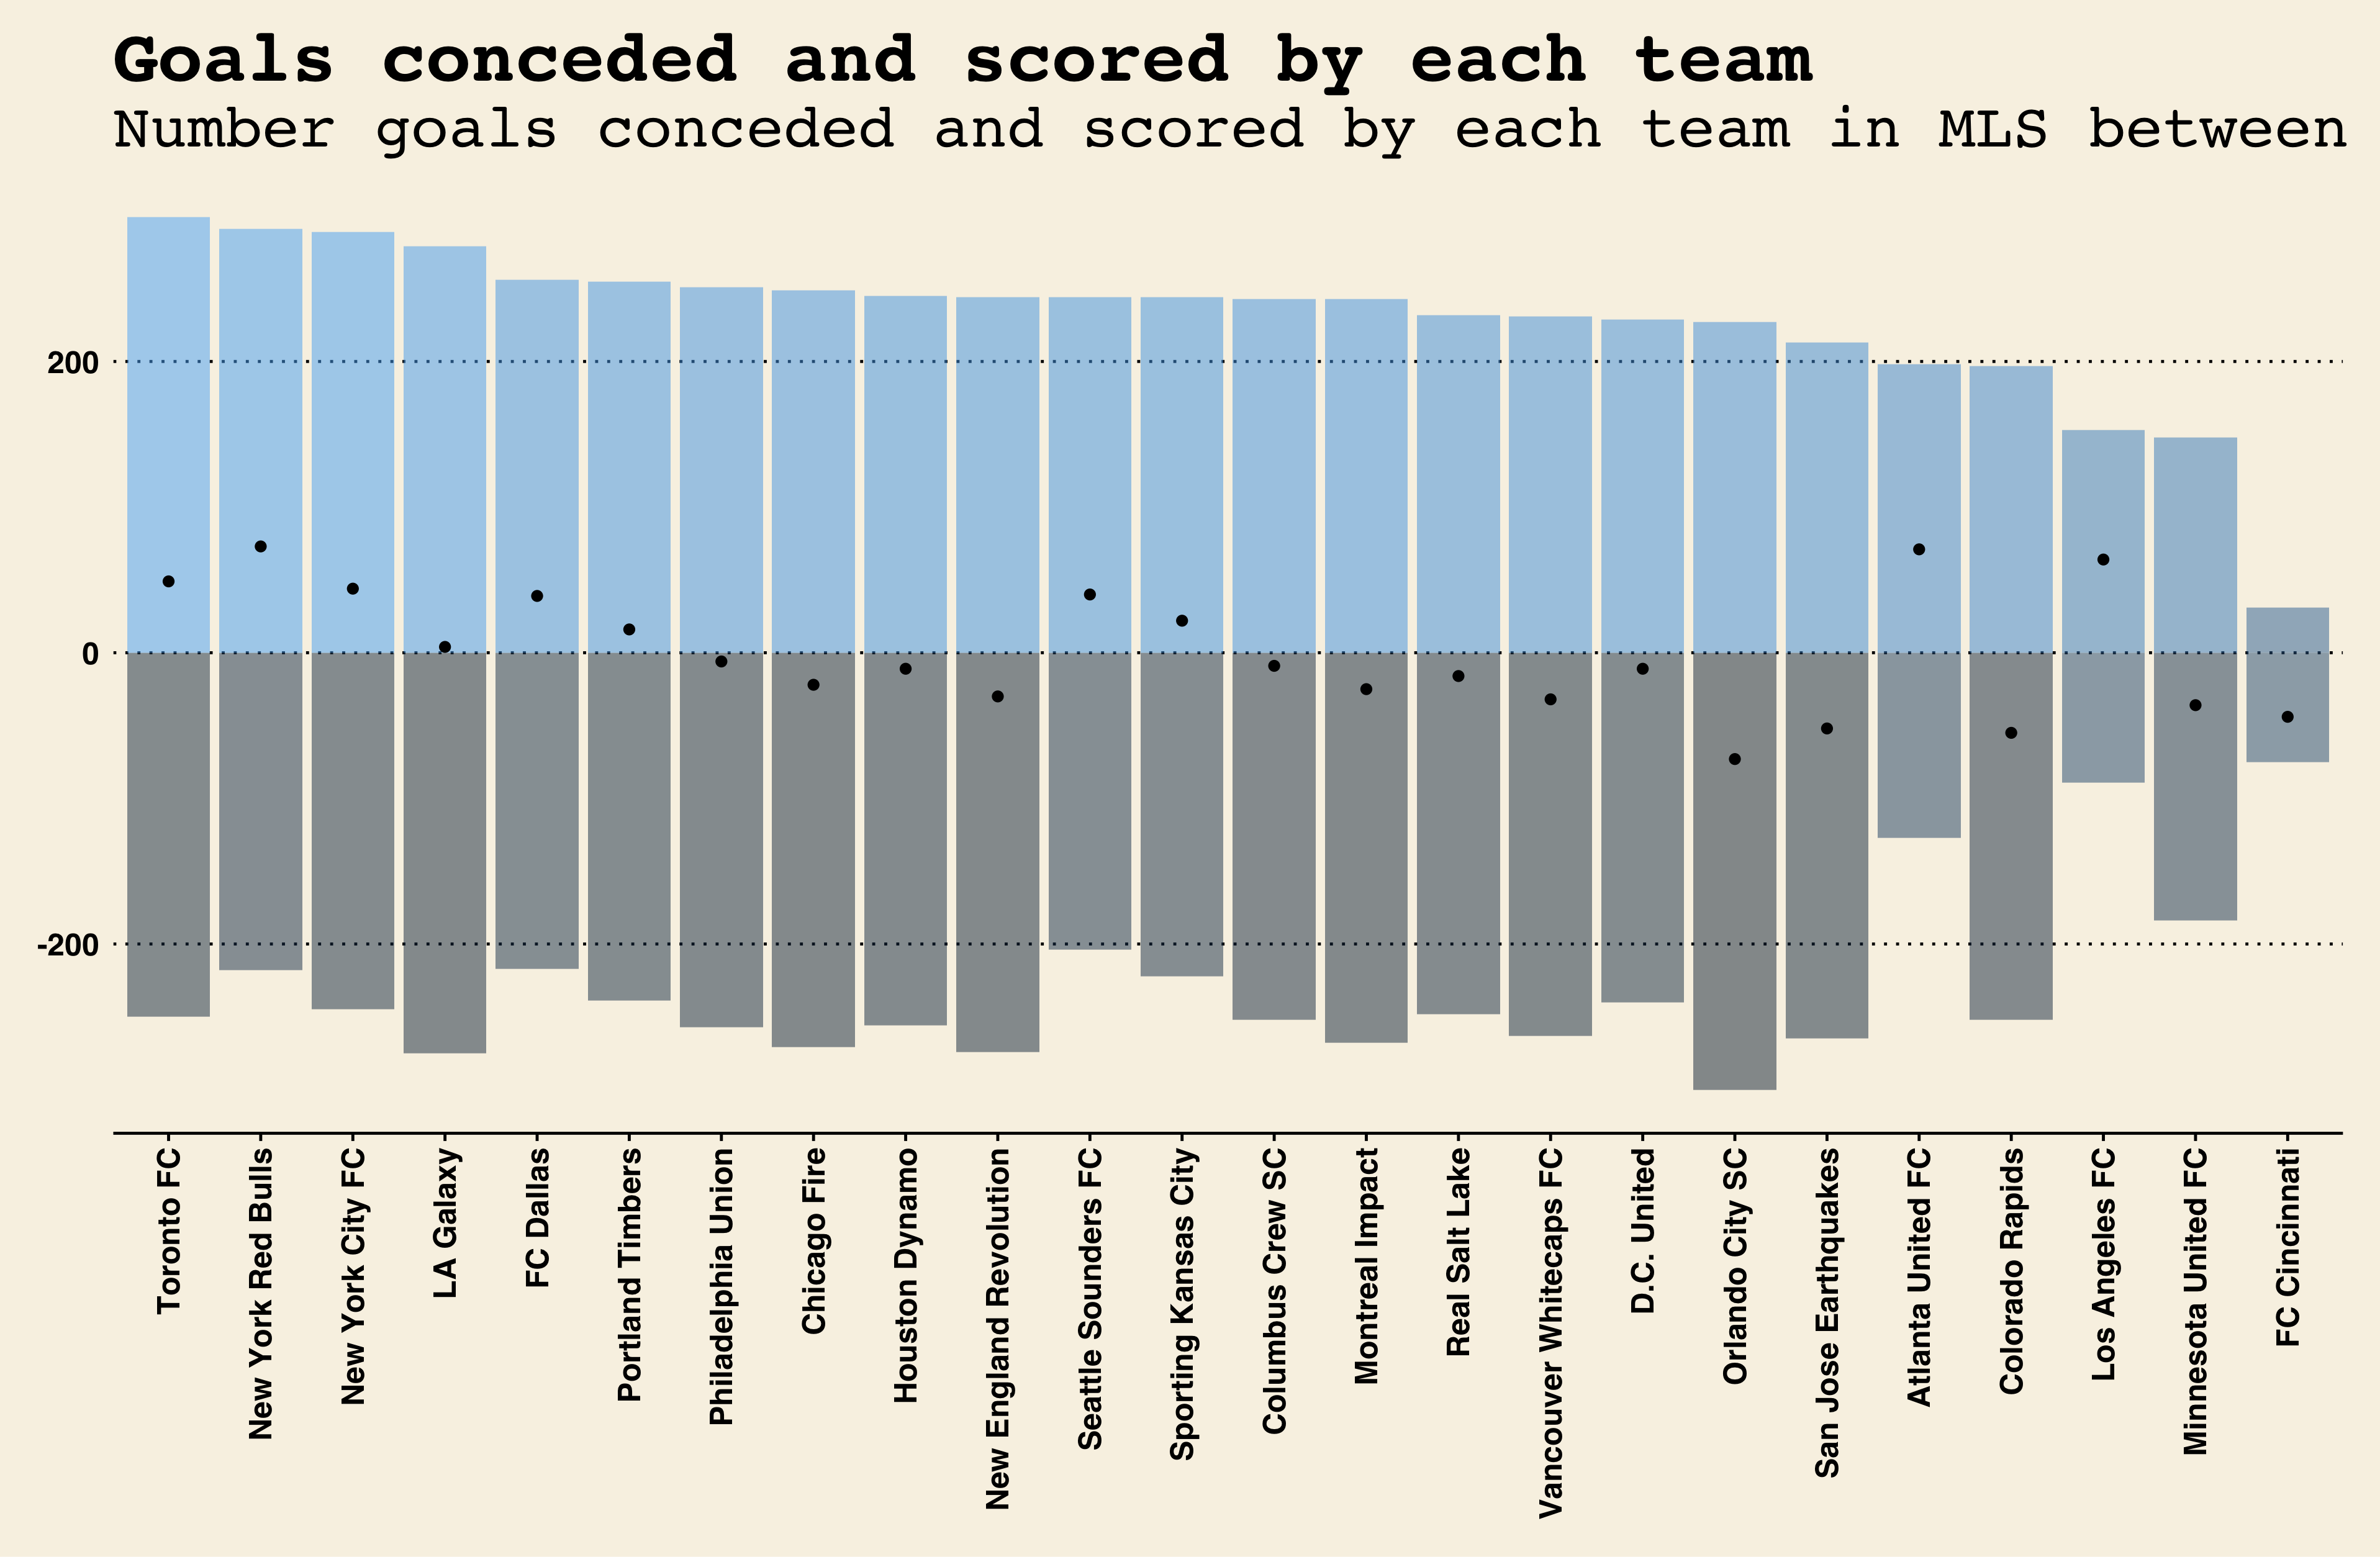 Goals conceded and scored by each team
Number goals conceded and scored by each team in MLS between
200
0
-200
Toronto FC
New York Red Bulls
New York City FC
LA Galaxy
FC Dallas
Portland Timbers
Philadelphia Union
Chicago Fire
Houston Dynamo
New England Revolution
Seattle Sounders FC
Sporting Kansas City
Columbus Crew SC
Montreal Impact
Real Salt Lake
Vancouver Whitecaps FC
D.C. United
Orlando City SC
San Jose Earthquakes
Atlanta United FC
Colorado Rapids
Los Angeles FC
Minnesota United FC
FC Cincinnati